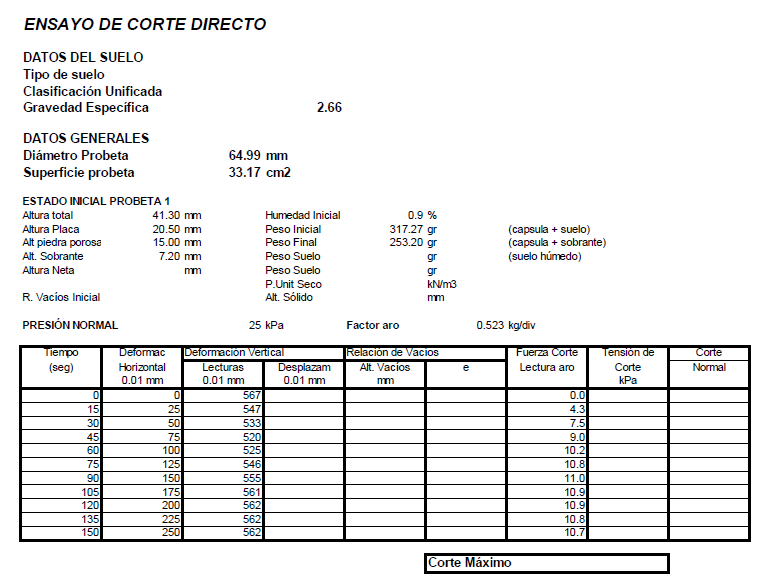 ENSAYO DE CORTE DIRECTO
DATOS DEL SUELO
Tipo de suelo
Clasificación Unificada
Gravedad Específica 2.66
DATOS GENERALES
Diámetro Probeta 64.99 mm
Superficie probeta 33.17 cm2
ESTADO INICIAL PROBETA 1
Altura total 41.30 mm Humedad Inicial 0.9 %
Altura Placa 20.50 mm Peso Inicial 317.27 gr (capsula + suelo)
Alt piedra porosa 15.00 mm Peso Final 253.20 gr (capsula + sobrante)
Alt. Sobrante 7.20 mm Peso Suelo gr (suelo húmedo)
Altura Neta mm Peso Suelo gr
P.Unit Seco kN/m3
R. Vacíos Inicial Alt. Sólido mm
PRESIÓN NORMAL 25 kPa Factor aro 0.523 kg/div
Tiempo Deformac Deformación Vertical Relación de Vacios Fuerza Corte Tensión de Corte
(seg) Horizontal Lecturas Desplazam Alt. Vacíos e Lectura aro Corte Normal
0.01 mm 0.01 mm 0.01 mm mm kPa
0 0 567 0.0
15 25 547 4.3
30 50 533 7.5
45 75 520 9.0
60 100 525 10.2
75 125 546 10.8
90 150 555 11.0
105 175 561 10.9
120 200 562 10.9
135 225 562 10.8
150 250 562 10.7
Corte Máximo